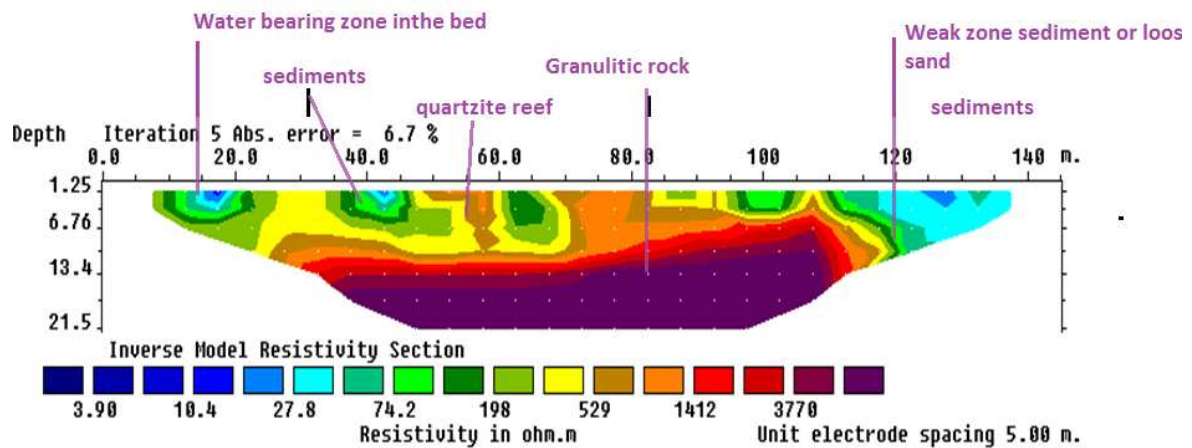 Water bearing zone inthe bed
Weak zone sediment or loos
sand
Granulitic rock
sediments
quartzite reef
sediments
Depth Iteration 5 Abs. error = 6.7 %
0.0 20.0 40.0 60.0 80.0 100 120 140 m.
1.25
6.76
13.4
21.5
Inverse Model Resistivity Section
3.90 10.4 27.8 74.2 198 529 1412 3770
Resistivity in ohm.m Unit electrode spacing 5.00 m.